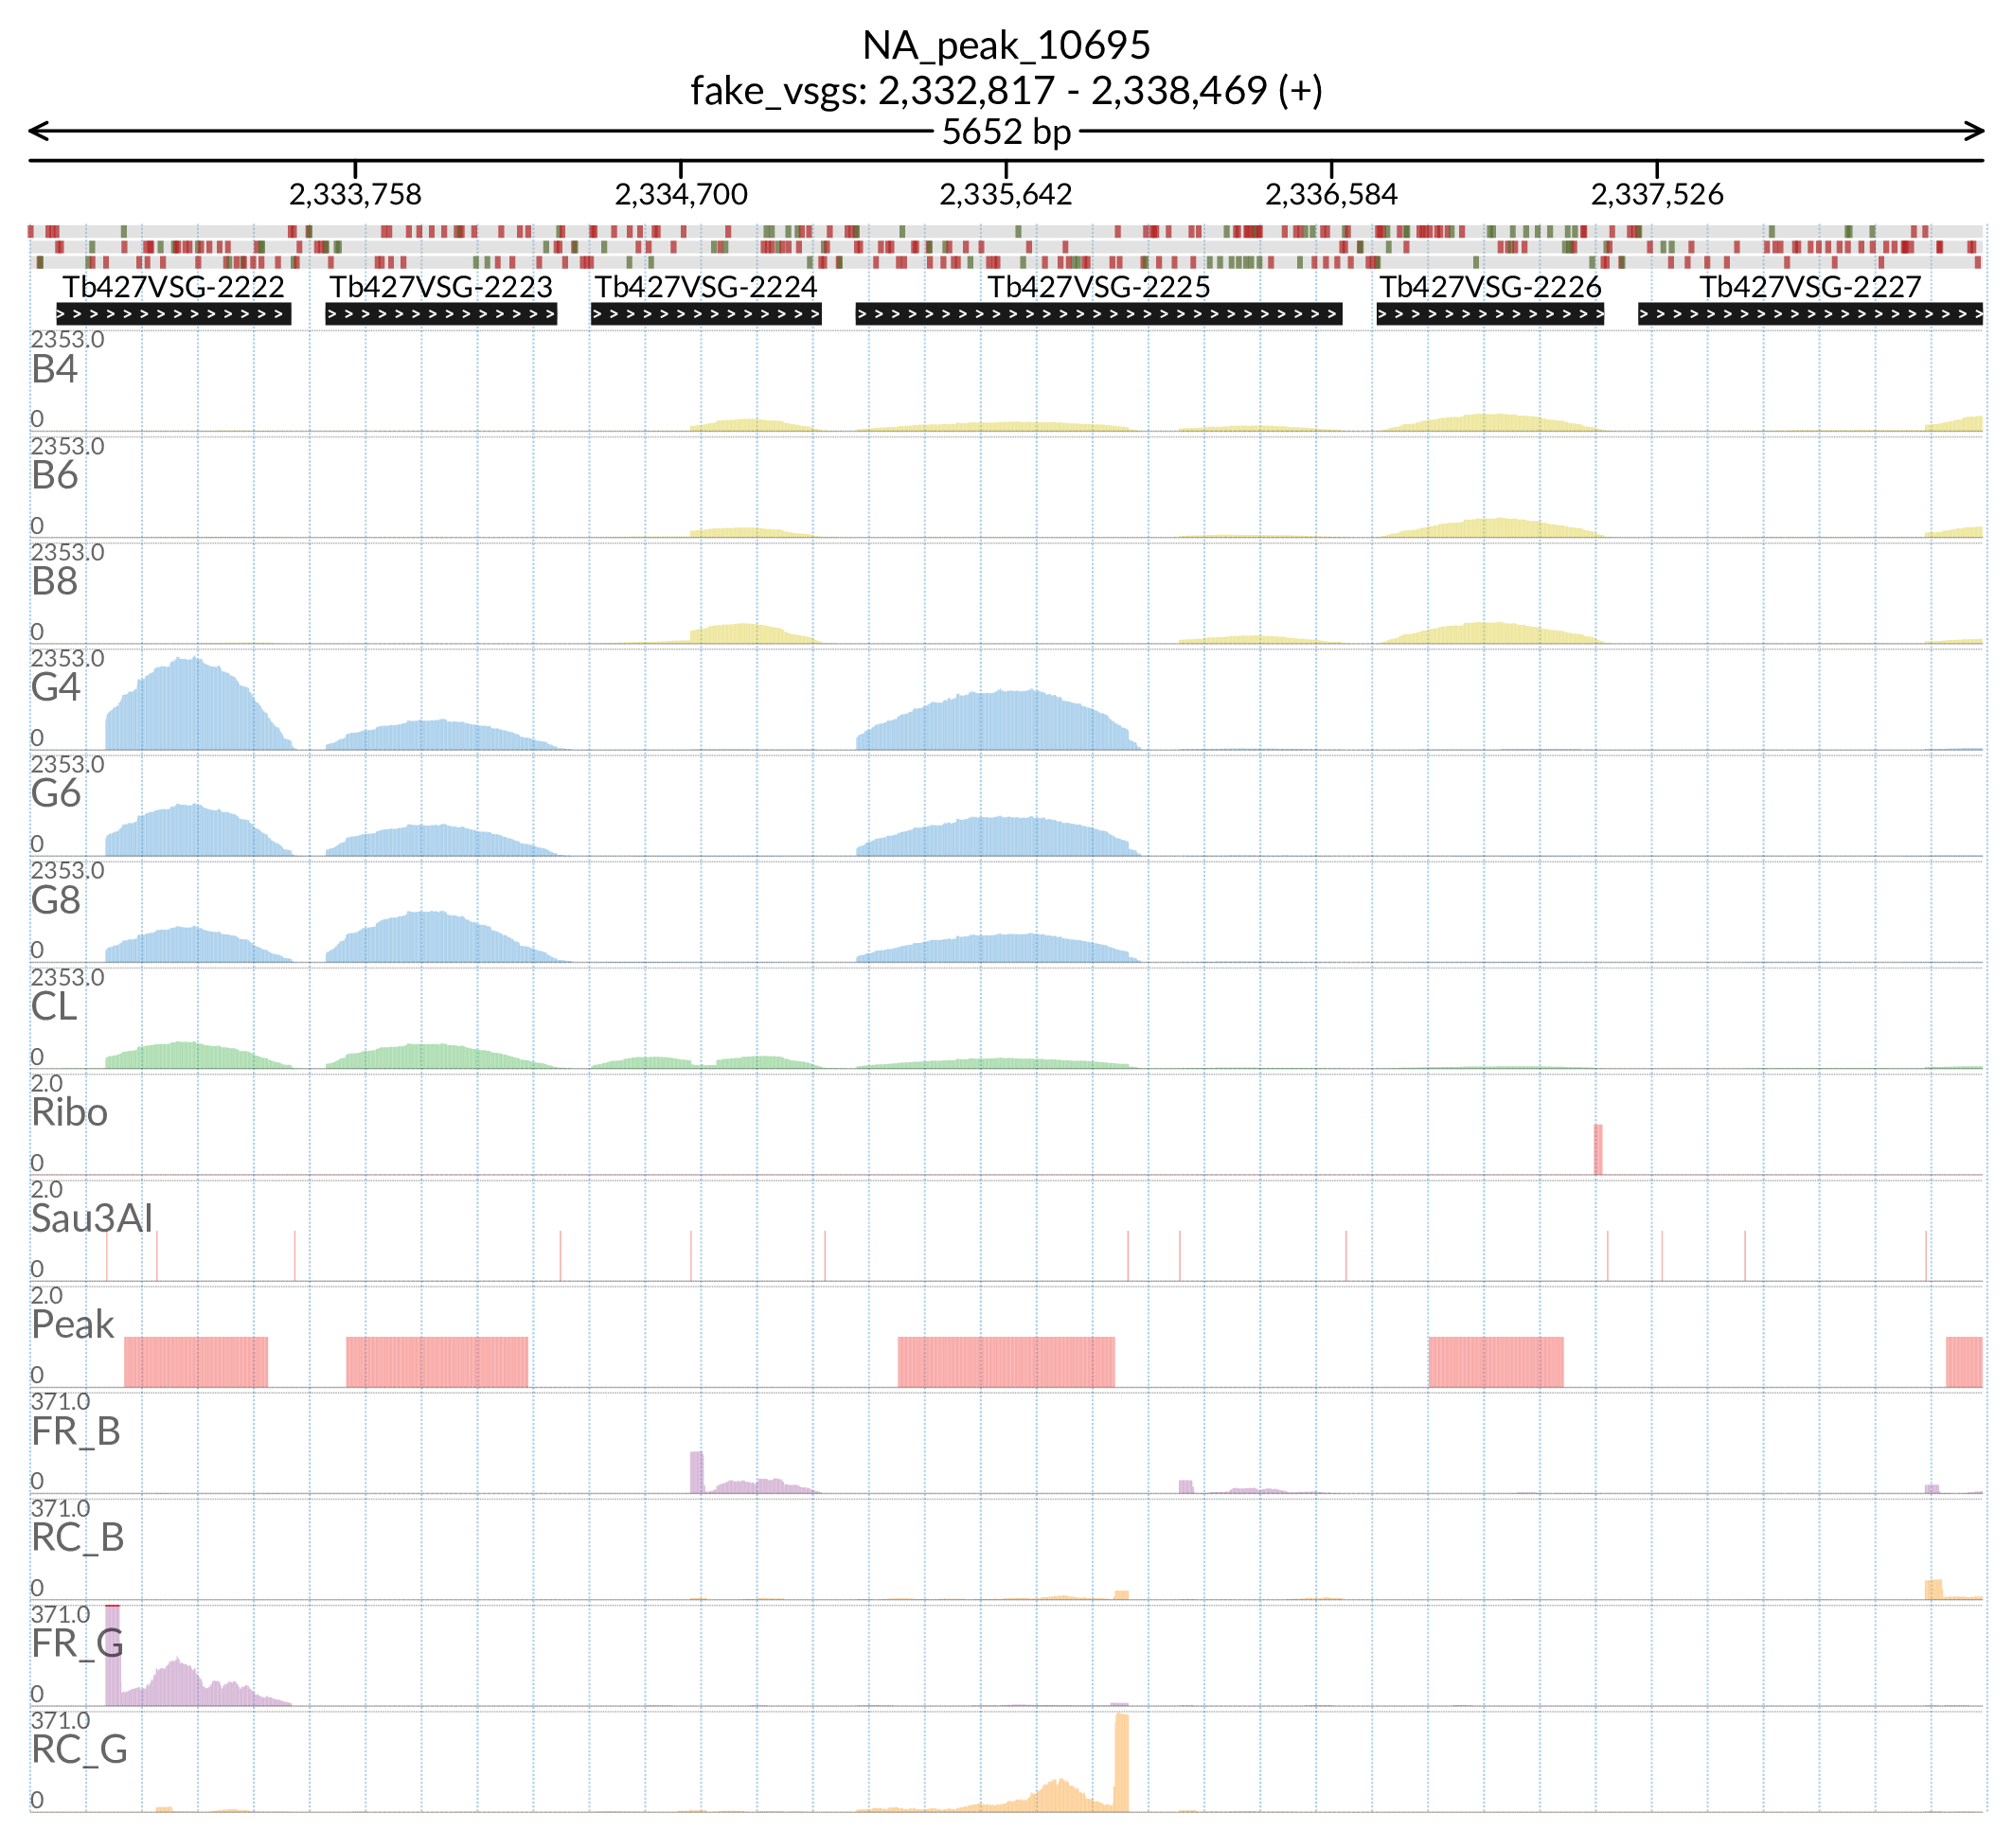 NA_peak_10695
fake_vsgs: 2,332,817 - 2,338,469 (+)
5652 bp
2,333,758 2,334,700 2,335,642 2,336,584 2,337,526
Tb427VSG-2222 Tb427VSG-2223 Tb427VSG-2224 Tb427VSG-2225 Tb427VSG-2226 Tb427VSG-2227
2353.0
B4
0
2353.0
B6
0
2353.0
B8
0
2353.0
G4
0
2353.0
G6
0
2353.0
G8
0
2353.0
CL
0
2.0
Ribo
0
2.0
Sau3AI
0
2.0
Peak
0
371.0
FR_B
0
371.0
RC_B
0
371.0
FR_G
0
371.0
RC_G
0